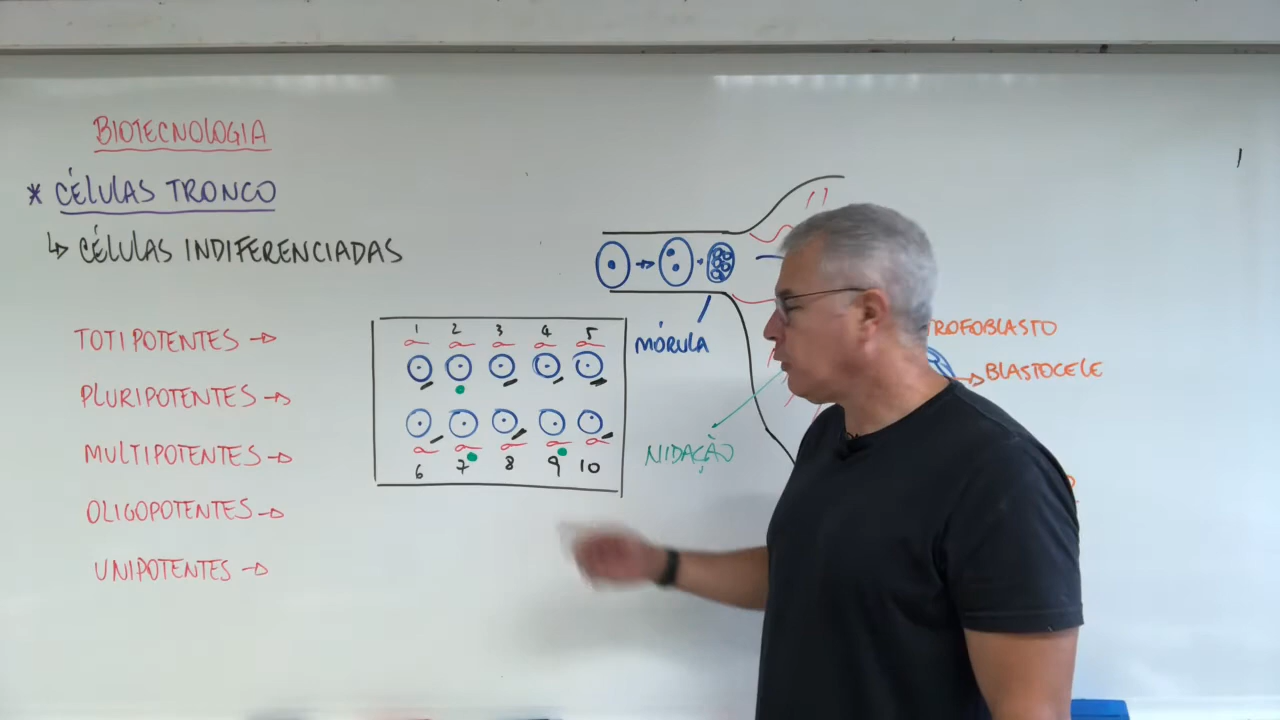 BIOTECNOLOGIA
* CÉLULAS TRONCO
↳ CÉLULAS INDIFERENCIADAS
TOTIPOTENTES →
PLURIPOTENTES →
MULTIPOTENTES →
OLIGOPOTENTES →
UNIPOTENTES →
1 2 3 4 5
6 7 8 9 10
MÓRULA
NIDAÇÃO
TROFOBLASTO
BLASTOCELE